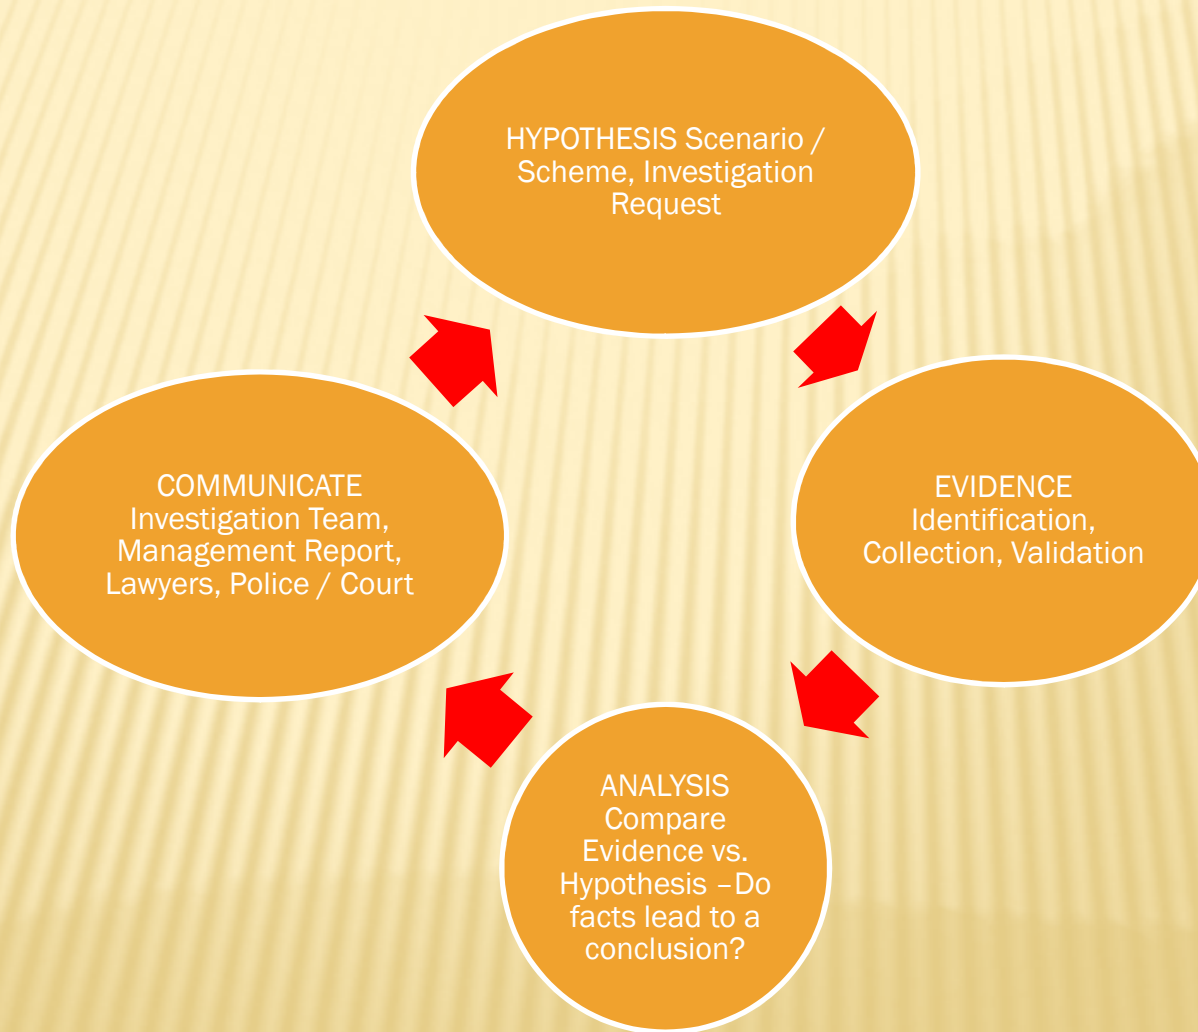 HYPOTHESIS Scenario /
Scheme, Investigation
Request
EVIDENCE
Identification,
Collection, Validation
ANALYSIS
Compare
Evidence vs.
Hypothesis –Do
facts lead to a
conclusion?
COMMUNICATE
Investigation Team,
Management Report,
Lawyers, Police / Court